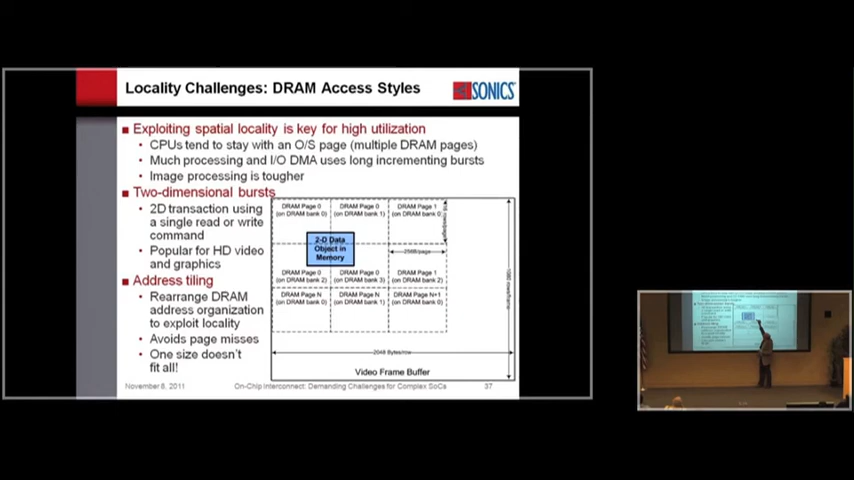 Locality Challenges: DRAM Access Styles
SONICS
Exploiting spatial locality is key for high utilization
CPUs tend to stay with an O/S page (multiple DRAM pages)
Much processing and I/O DMA uses long incrementing bursts
Image processing is tougher
Two-dimensional bursts
2D transaction using
a single read or write
command
Popular for HD video
and graphics
Address tiling
Rearrange DRAM
address organization
to exploit locality
Avoids page misses
One size doesn't
fit all!
DRAM Page 0
(on DRAM bank 0)
DRAM Page 0
(on DRAM bank 1)
DRAM Page 1
(on DRAM bank 0)
2-D Data
Object in
Memory
DRAM Page 0
(on DRAM bank 2)
DRAM Page 0
(on DRAM bank 3)
DRAM Page 1
(on DRAM bank 2)
DRAM Page N
(on DRAM bank 0)
DRAM Page N
(on DRAM bank 1)
DRAM Page N+1
(on DRAM bank 0)
2048 Bytes/row
Video Frame Buffer
November 8, 2011
On-Chip Interconnect: Demanding Challenges for Complex SoCs
37